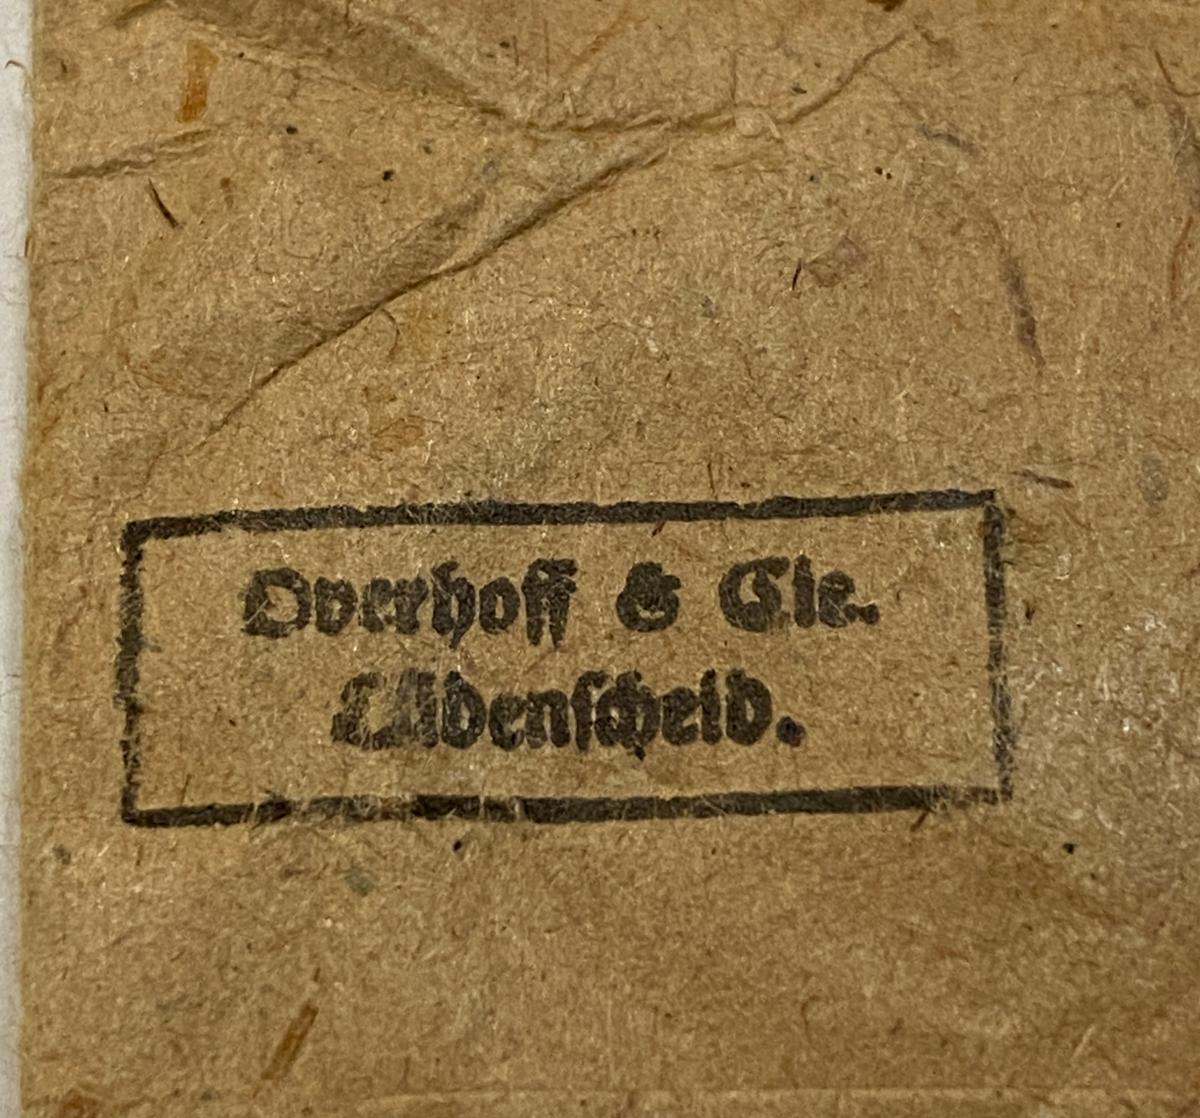 Overhoff & Cie.
Lüdenscheid.